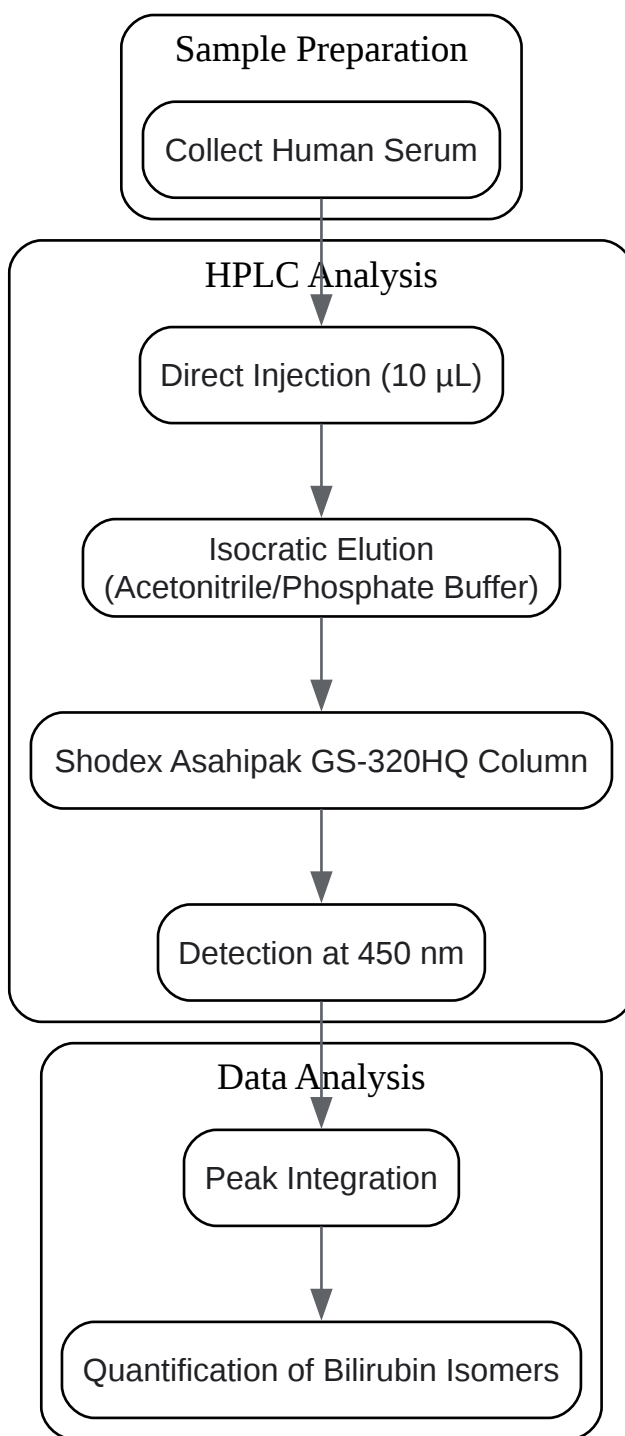 Sample Preparation
Collect Human Serum
HPLC Analysis
Direct Injection (10 µL)
Isocratic Elution
(Acetonitrile/Phosphate Buffer)
Shodex Asahipak GS-320HQ Column
Detection at 450 nm
Data Analysis
Peak Integration
Quantification of Bilirubin Isomers